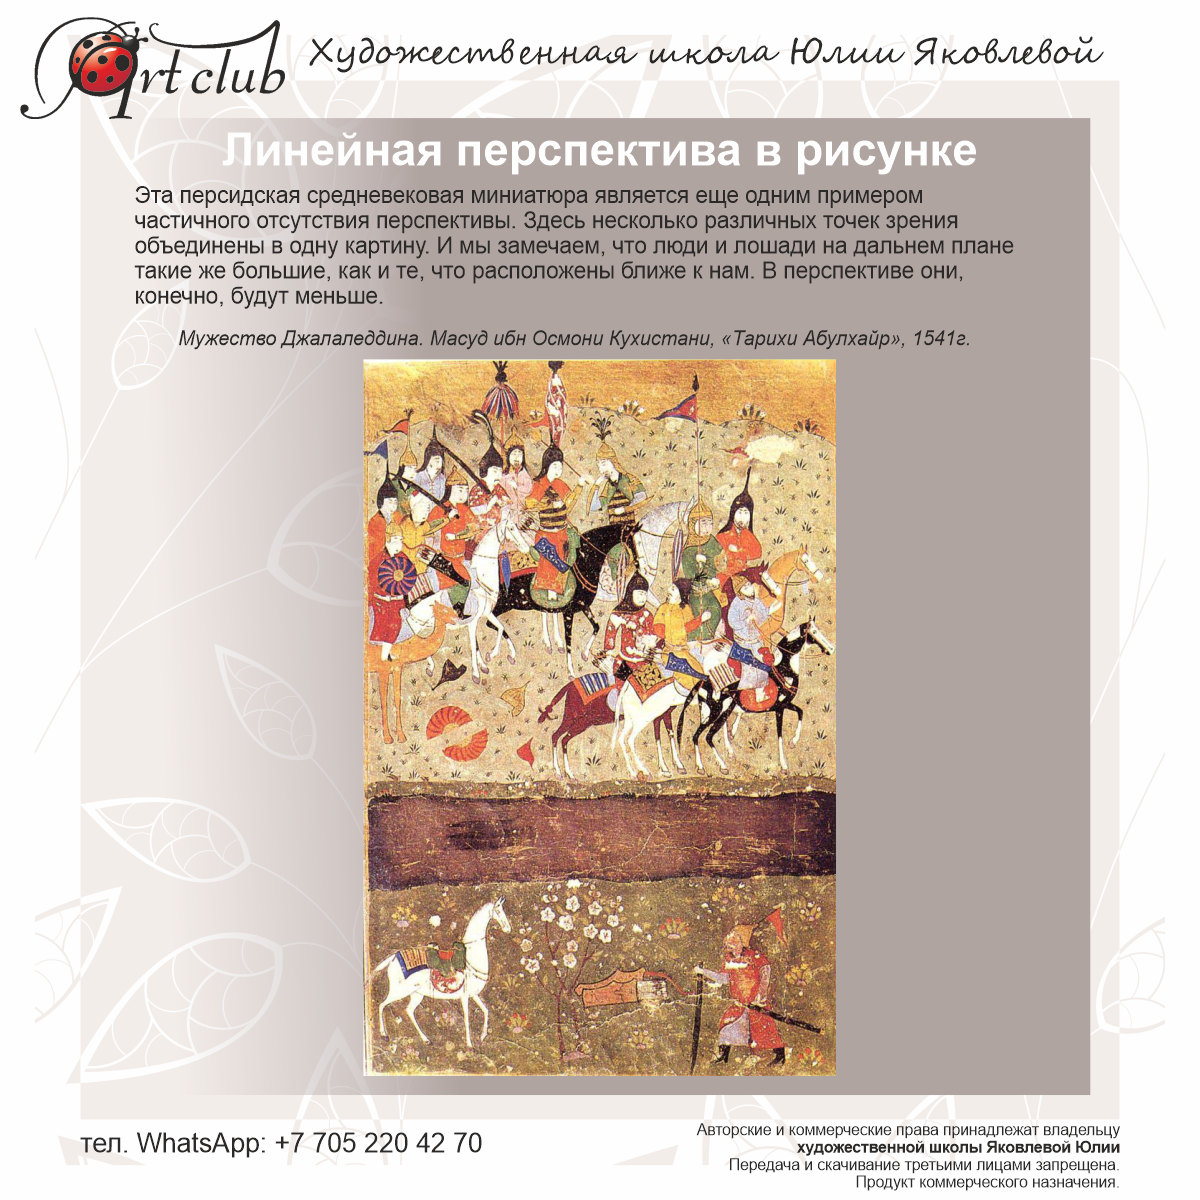 Art club
Художественная школа Юлии Яковлевой
Линейная перспектива в рисунке
Эта персидская средневековая миниатюра является еще одним примером
частичного отсутствия перспективы. Здесь несколько различных точек зрения
объединены в одну картину. И мы замечаем, что люди и лошади на дальнем плане
такие же большие, как и те, что расположены ближе к нам. В перспективе они,
конечно, будут меньше.
Мужество Джалаледдина. Масуд ибн Осмони Кухистани, «Тарихи Абулхайр», 1541г.
тел. WhatsApp: +7 705 220 42 70
Авторские и коммерческие права принадлежат владельцу
художественной школы Яковлевой Юлии
Передача и скачивание третьими лицами запрещена.
Продукт коммерческого назначения.